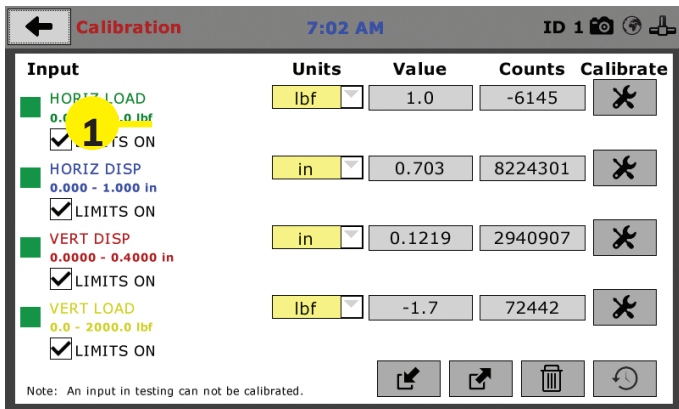 Calibration 7:02 AM ID 1
Input Units Value Counts Calibrate
HORIZ LOAD lbf 1.0 -6145
lbf
1
ON
HORIZ DISP in 0.703 8224301
0.000 - 1.000 in
LIMITS ON
VERT DISP in 0.1219 2940907
0.0000 - 0.4000 in
LIMITS ON
VERT LOAD lbf -1.7 72442
0.0 - 2000.0 lbf
LIMITS ON
Note: An input in testing can not be calibrated.